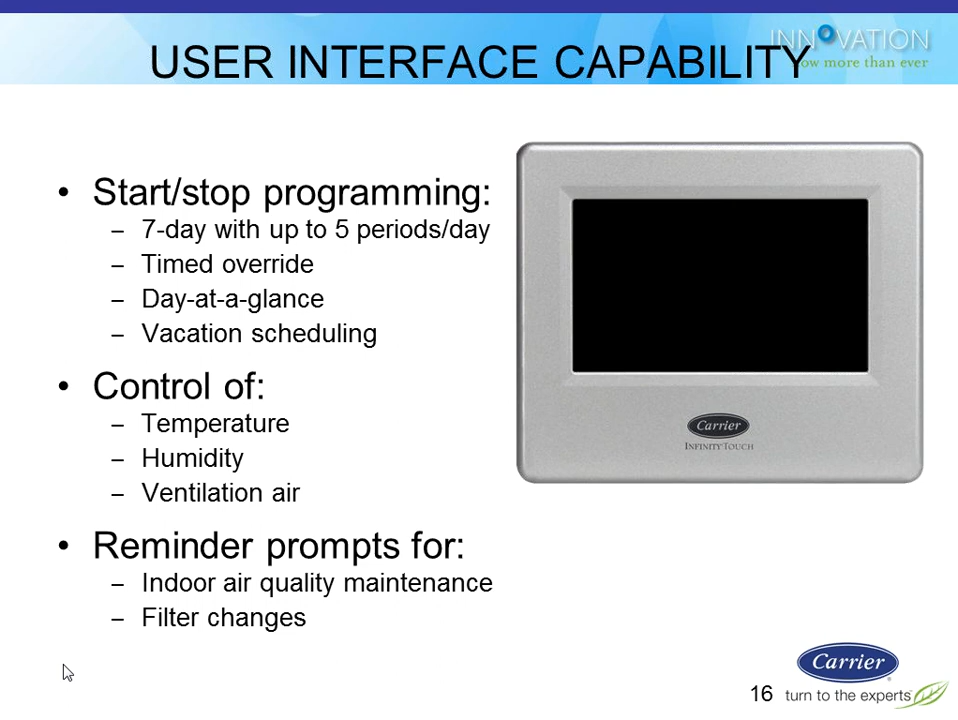 INNOVATION
now more than ever
USER INTERFACE CAPABILITY
• Start/stop programming:
– 7-day with up to 5 periods/day
– Timed override
– Day-at-a-glance
– Vacation scheduling
• Control of:
– Temperature
– Humidity
– Ventilation air
• Reminder prompts for:
– Indoor air quality maintenance
– Filter changes
Carrier
INFINITY TOUCH
Carrier
16 turn to the experts